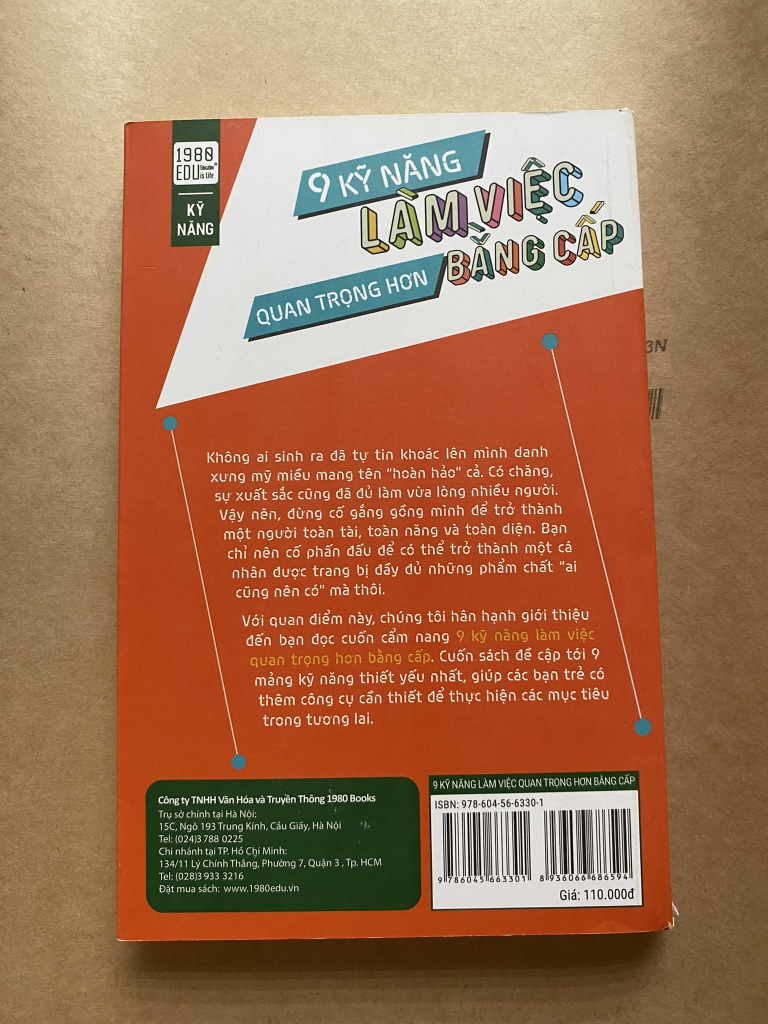 1980
EDU Education is Life
KỸ
NĂNG
9 KỸ NĂNG
LÀM VIỆC
QUAN TRỌNG HƠN
BẰNG CẤP
3N
Không ai sinh ra đã tự tin khoác lên mình danh
xưng mỹ miều mang tên "hoàn hảo" cả. Có chăng,
sự xuất sắc cũng đã đủ làm vừa lòng nhiều người.
Vậy nên, đừng cố gắng gồng mình để trở thành
một người toàn tài, toàn năng và toàn diện. Bạn
chỉ nên cố phấn đấu để có thể trở thành một cá
nhân được trang bị đầy đủ những phẩm chất "ai
cũng nên có" mà thôi.
Với quan điểm này, chúng tôi hân hạnh giới thiệu
đến bạn đọc cuốn cẩm nang 9 kỹ năng làm việc
quan trọng hơn bằng cấp. Cuốn sách đề cập tới 9
mảng kỹ năng thiết yếu nhất, giúp các bạn trẻ có
thêm công cụ cần thiết để thực hiện các mục tiêu
trong tương lai.
Công ty TNHH Văn Hóa và Truyền Thông 1980 Books
Trụ sở chính tại Hà Nội:
15C, Ngõ 193 Trung Kính, Cầu Giấy, Hà Nội
Tel: (024)3 788 0225
Chi nhánh tại TP. Hồ Chí Minh:
134/11 Lý Chính Thắng, Phường 7, Quận 3 , Tp. HCM
Tel: (028)3 933 3216
Đặt mua sách: www.1980edu.vn
9 KỸ NĂNG LÀM VIỆC QUAN TRỌNG HƠN BẰNG CẤP
ISBN: 978-604-56-6330-1
9 786045 663301
8 936066 686594
Giá: 110.000đ